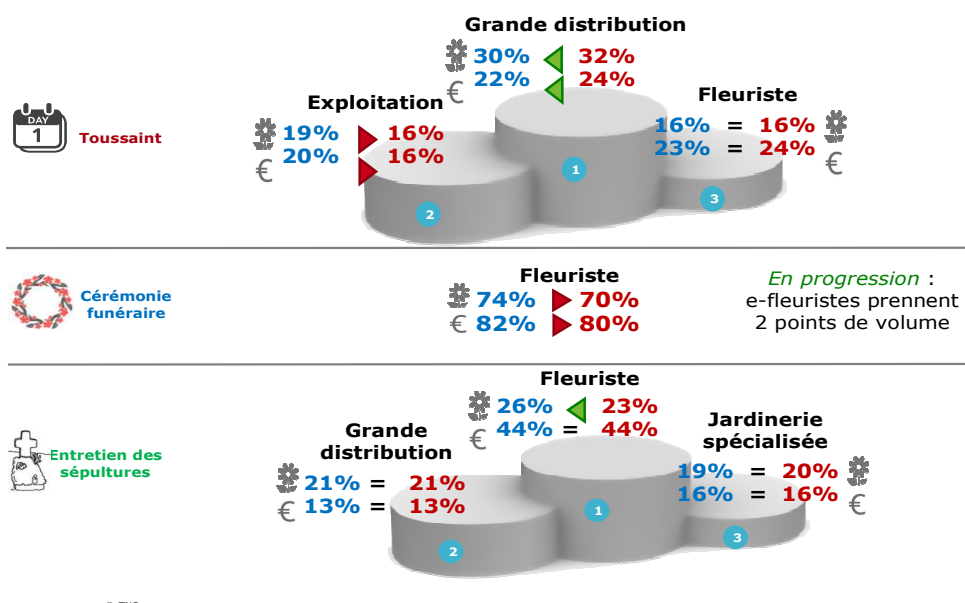 Grande distribution
30% 32%
22% 24%
€
Exploitation
19% 16%
20% 16%
€
Fleuriste
16% = 16%
23% = 24%
€
DAY
1
Toussaint
1
2
3
Cérémonie
funéraire
Fleuriste
74% 70%
€ 82% 80%
En progression :
e-fleuristes prennent
2 points de volume
Entretien des
sépultures
Fleuriste
26% 23%
€ 44% = 44%
Grande
distribution
21% = 21%
€ 13% = 13%
Jardinerie
spécialisée
19% = 20%
16% = 16%
€
1
2
3